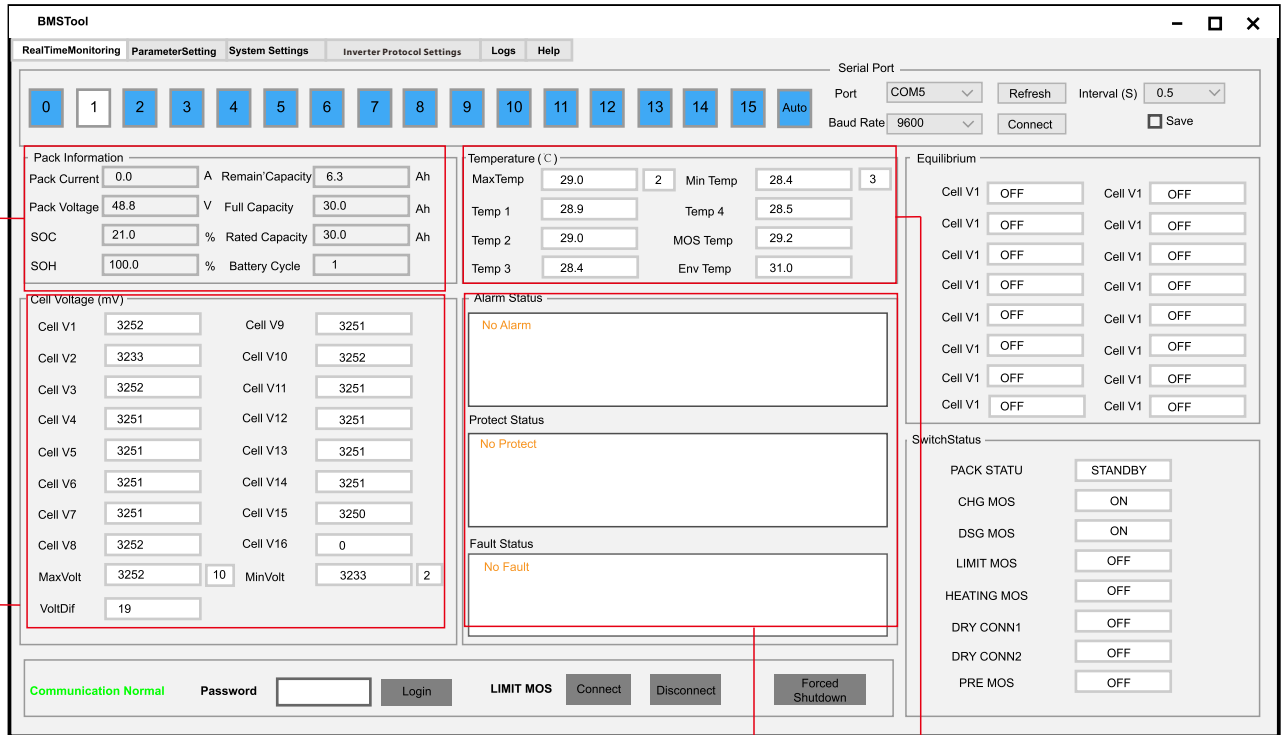 BMSTool
RealTimeMonitoring ParameterSetting System Settings Inverter Protocol Settings Logs Help
Serial Port
0 1 2 3 4 5 6 7 8 9 10 11 12 13 14 15 Auto
Port COM5 Refresh Interval (S) 0.5
Baud Rate 9600 Connect Save
Pack Information
Pack Current 0.0 A Remain'Capacity 6.3 Ah
Pack Voltage 48.8 V Full Capacity 30.0 Ah
SOC 21.0 % Rated Capacity 30.0 Ah
SOH 100.0 % Battery Cycle 1
Temperature (C)
MaxTemp 29.0 2 Min Temp 28.4 3
Temp 1 28.9 Temp 4 28.5
Temp 2 29.0 MOS Temp 29.2
Temp 3 28.4 Env Temp 31.0
Equilibrium
Cell V1 OFF Cell V1 OFF
Cell V1 OFF Cell V1 OFF
Cell V1 OFF Cell V1 OFF
Cell V1 OFF Cell V1 OFF
Cell V1 OFF Cell V1 OFF
Cell V1 OFF Cell V1 OFF
Cell V1 OFF Cell V1 OFF
Cell V1 OFF Cell V1 OFF
Cell Voltage (mV)
Cell V1 3252 Cell V9 3251
Cell V2 3233 Cell V10 3252
Cell V3 3252 Cell V11 3251
Cell V4 3251 Cell V12 3251
Cell V5 3251 Cell V13 3251
Cell V6 3251 Cell V14 3251
Cell V7 3251 Cell V15 3250
Cell V8 3252 Cell V16 0
MaxVolt 3252 10 MinVolt 3233 2
VoltDif 19
Alarm Status
No Alarm
Protect Status
No Protect
Fault Status
No Fault
SwitchStatus
PACK STATU STANDBY
CHG MOS ON
DSG MOS ON
LIMIT MOS OFF
HEATING MOS OFF
DRY CONN1 OFF
DRY CONN2 OFF
PRE MOS OFF
Communication Normal Password Login LIMIT MOS Connect Disconnect Forced
Shutdown